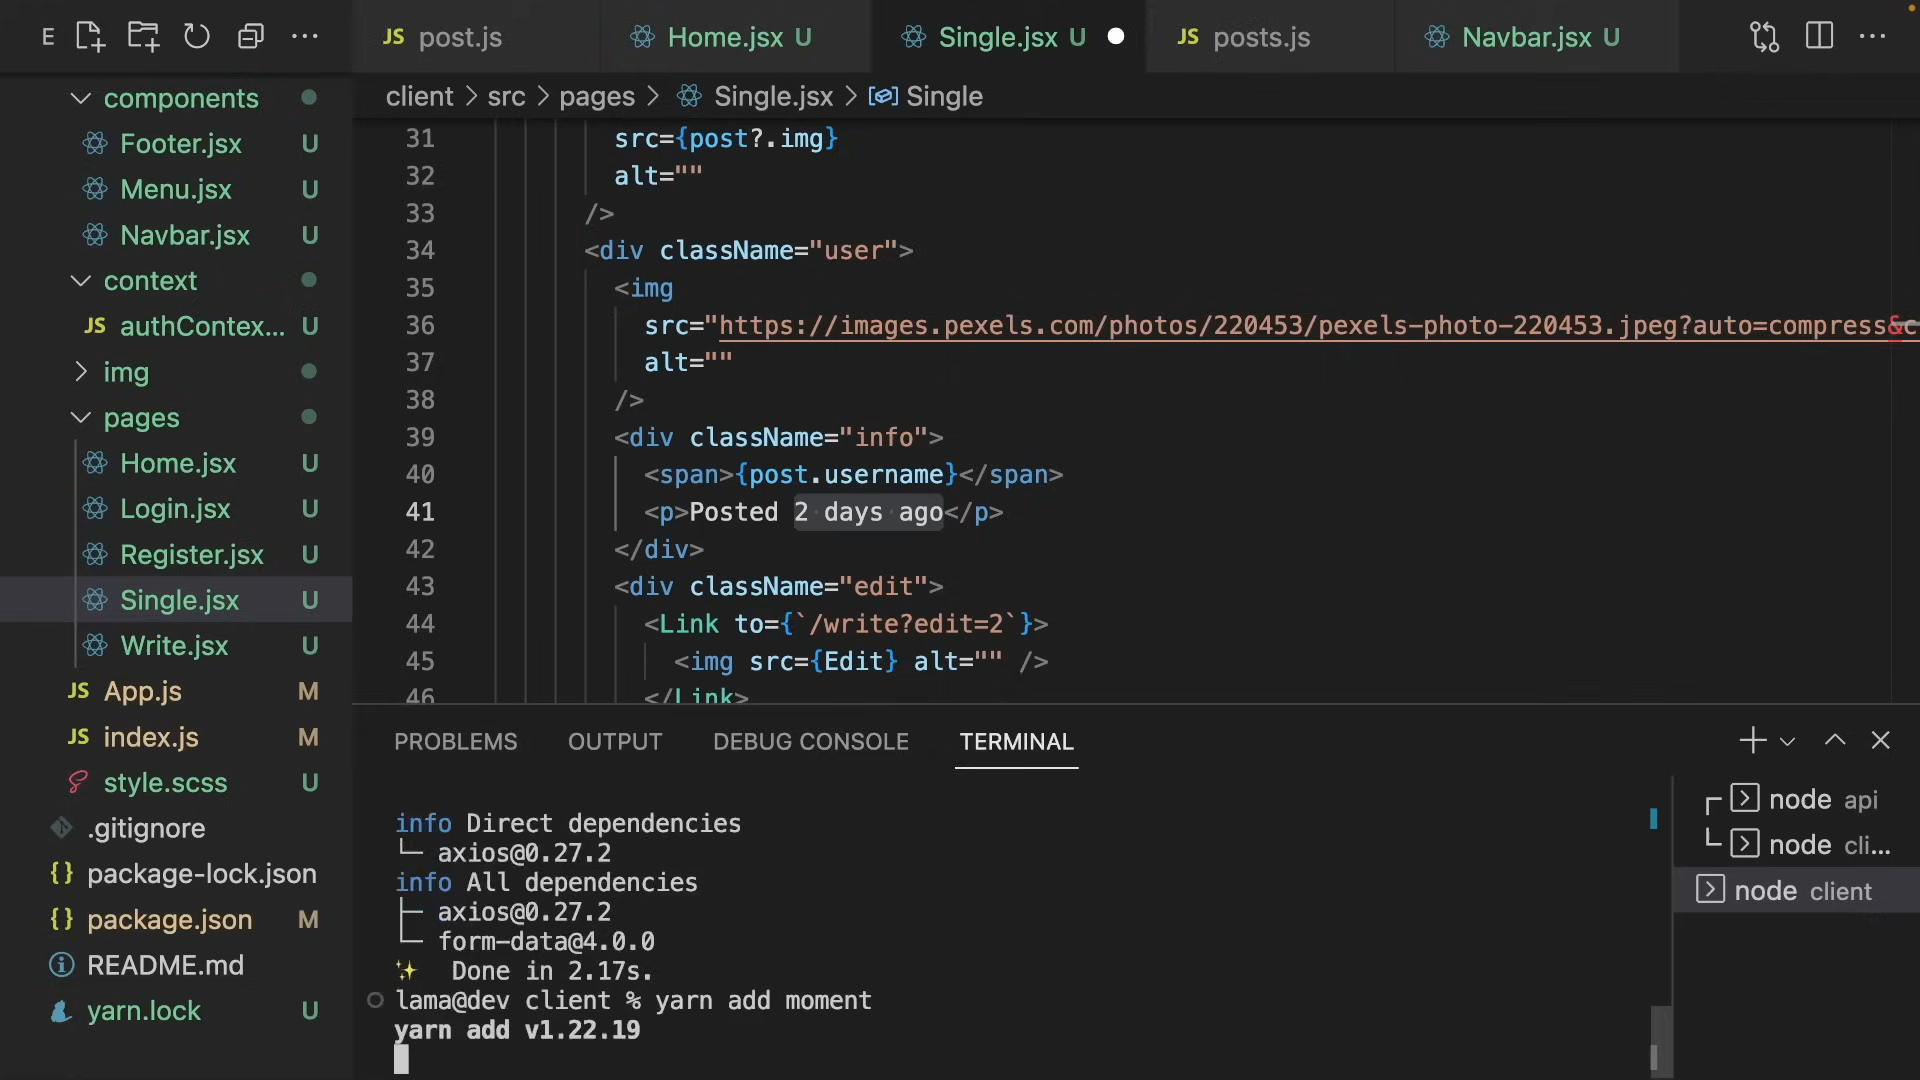 E
JS post.js
Home.jsx U
Single.jsx U
JS posts.js
Navbar.jsx U
components
Footer.jsx U
Menu.jsx U
Navbar.jsx U
context
JS authContex... U
img
pages
Home.jsx U
Login.jsx U
Register.jsx U
Single.jsx U
Write.jsx U
JS App.js M
JS index.js M
style.scss U
.gitignore
{} package-lock.json
{} package.json M
README.md
yarn.lock U
client > src > pages > Single.jsx > Single
31 src={post?.img}
32 alt=""
33 />
34 <div className="user">
35 <img
36 src="https://images.pexels.com/photos/220453/pexels-photo-220453.jpeg?auto=compress&c
37 alt=""
38 />
39 <div className="info">
40 <span>{post.username}</span>
41 <p>Posted 2 days ago</p>
42 </div>
43 <div className="edit">
44 <Link to={`/write?edit=2`}>
45 <img src={Edit} alt="" />
46 </Link>
PROBLEMS OUTPUT DEBUG CONSOLE TERMINAL
info Direct dependencies
└─ axios@0.27.2
info All dependencies
├─ axios@0.27.2
└─ form-data@4.0.0
✨ Done in 2.17s.
lama@dev client % yarn add moment
yarn add v1.22.19
node api
node cli...
node client